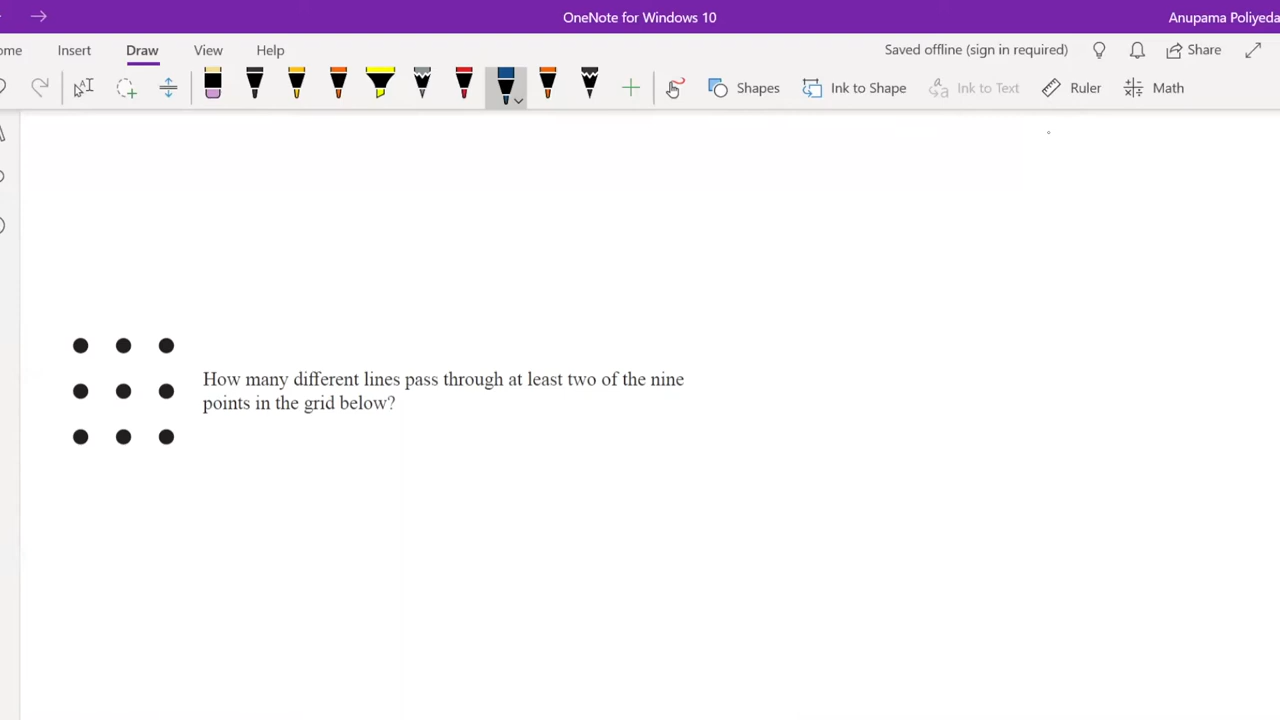 OneNote for Windows 10
Anupama Poliyeda
ome Insert Draw View Help
Saved offline (sign in required) Share
Shapes Ink to Shape Ink to Text Ruler Math
How many different lines pass through at least two of the nine
points in the grid below?